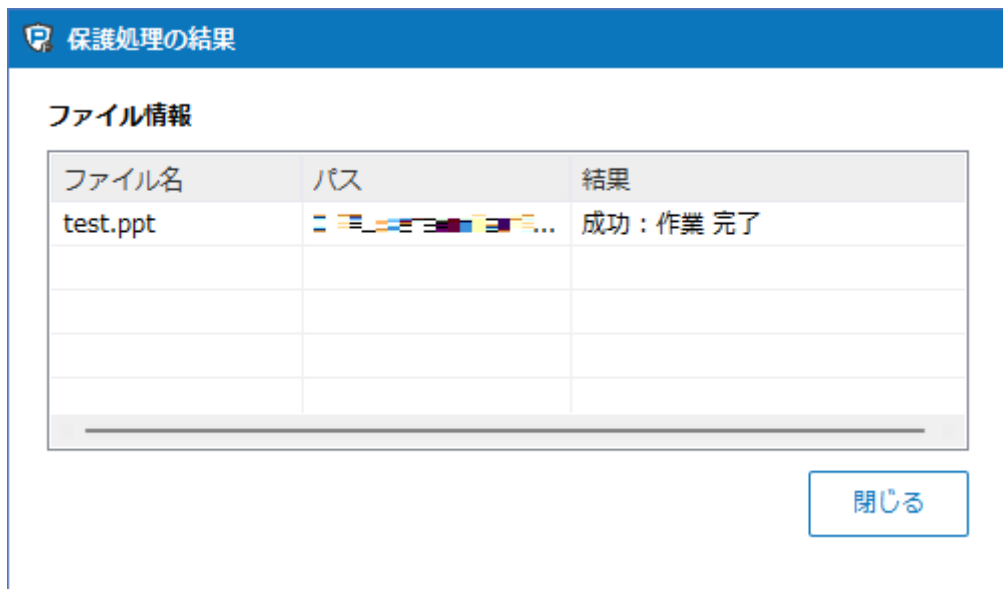 保護処理の結果
ファイル情報
ファイル名 パス 結果
test.ppt ... 成功：作業 完了
閉じる